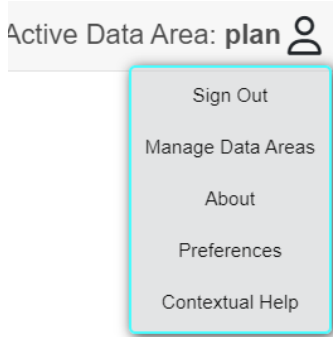 Active Data Area: plan
Sign Out
Manage Data Areas
About
Preferences
Contextual Help